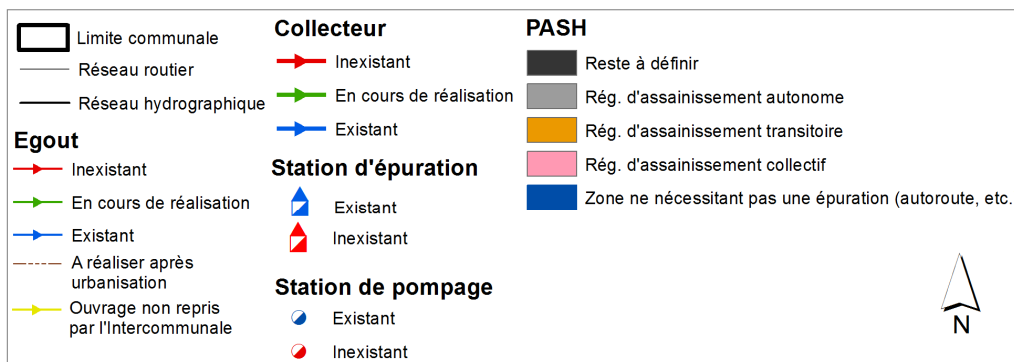 Limite communale
Réseau routier
Réseau hydrographique
Egout
Inexistant
En cours de réalisation
Existant
A réaliser après
urbanisation
Ouvrage non repris
par l'Intercommunale
Collecteur
Inexistant
En cours de réalisation
Existant
Station d'épuration
Existant
Inexistant
Station de pompage
Existant
Inexistant
PASH
Reste à définir
Rég. d'assainissement autonome
Rég. d'assainissement transitoire
Rég. d'assainissement collectif
Zone ne nécessitant pas une épuration (autoroute, etc.
N